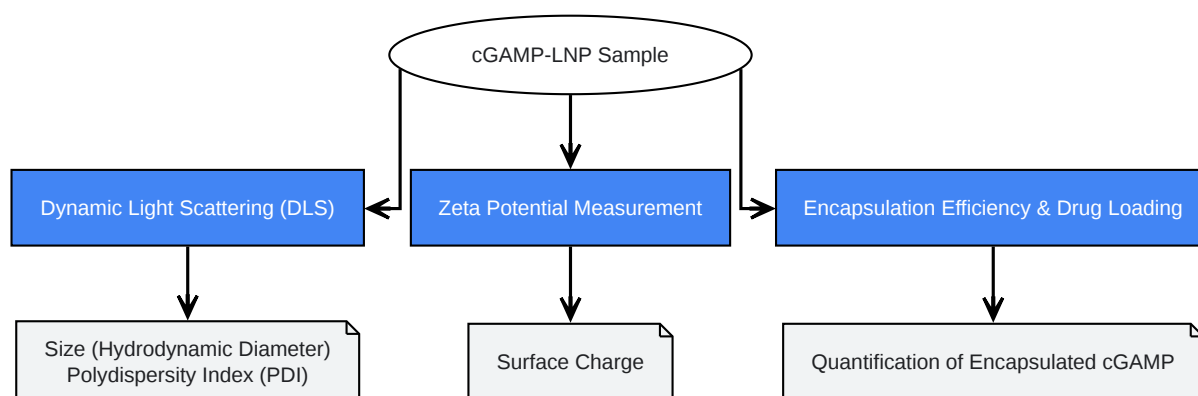 cGAMP-LNP Sample
Dynamic Light Scattering (DLS)
Zeta Potential Measurement
Encapsulation Efficiency & Drug Loading
Size (Hydrodynamic Diameter)
Polydispersity Index (PDI)
Surface Charge
Quantification of Encapsulated cGAMP